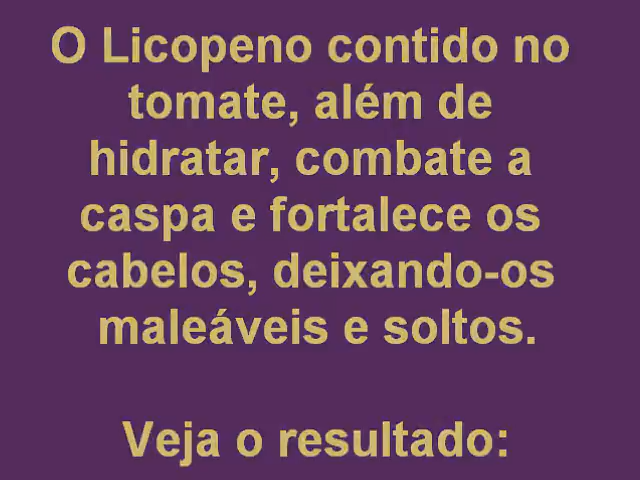 O Licopeno contido no
tomate, além de
hidratar, combate a
caspa e fortalece os
cabelos, deixando-os
maleáveis e soltos.
Veja o resultado: